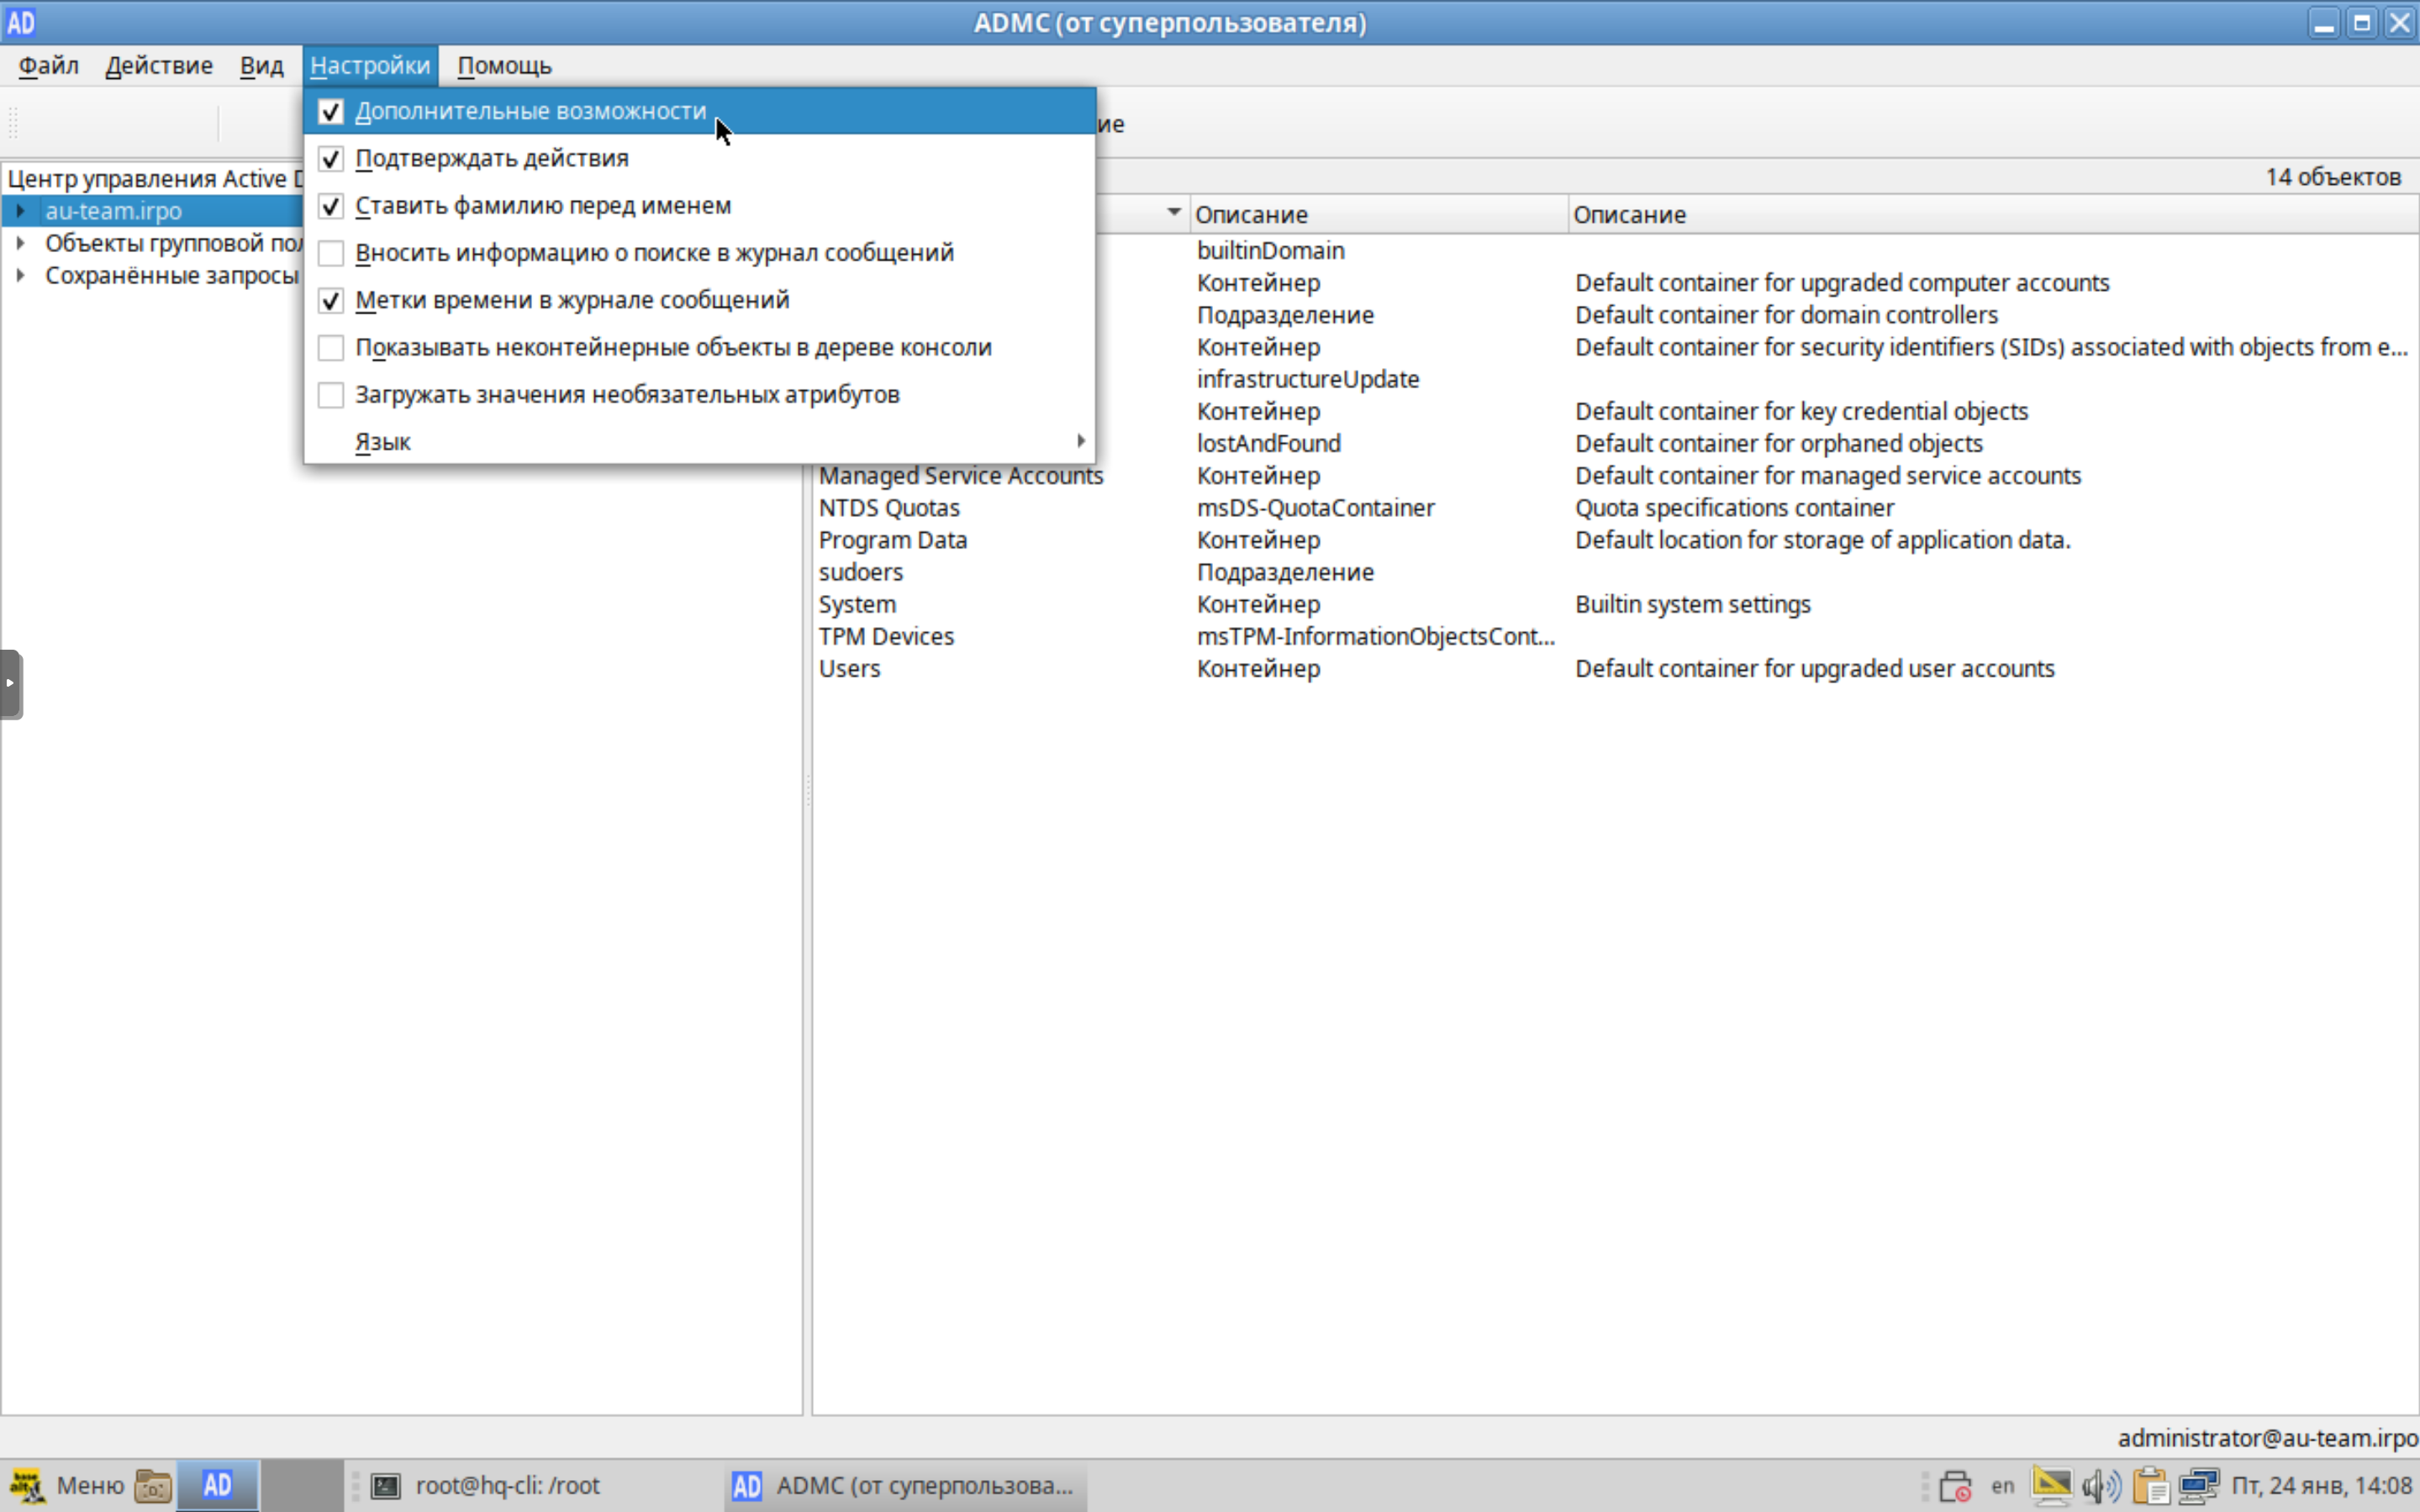 AD
ADMC (от суперпользователя)
Файл Действие Вид Настройки Помощь
Дополнительные возможности
ие
Подтверждать действия
Ставить фамилию перед именем
Вносить информацию о поиске в журнал сообщений
Метки времени в журнале сообщений
Показывать неконтейнерные объекты в дереве консоли
Загружать значения необязательных атрибутов
Язык
Центр управления Active D
14 объектов
au-team.irpo
Объекты групповой пол
Сохранённые запросы
Описание Описание
builtinDomain
Контейнер Default container for upgraded computer accounts
Подразделение Default container for domain controllers
Контейнер Default container for security identifiers (SIDs) associated with objects from e...
infrastructureUpdate
Контейнер Default container for key credential objects
lostAndFound Default container for orphaned objects
Managed Service Accounts Контейнер Default container for managed service accounts
NTDS Quotas msDS-QuotaContainer Quota specifications container
Program Data Контейнер Default location for storage of application data.
sudoers Подразделение
System Контейнер Builtin system settings
TPM Devices msTPM-InformationObjectsCont...
Users Контейнер Default container for upgraded user accounts
administrator@au-team.irpo
base alt Меню AD root@hq-cli: /root AD ADMC (от суперпользова... en Пт, 24 янв, 14:08